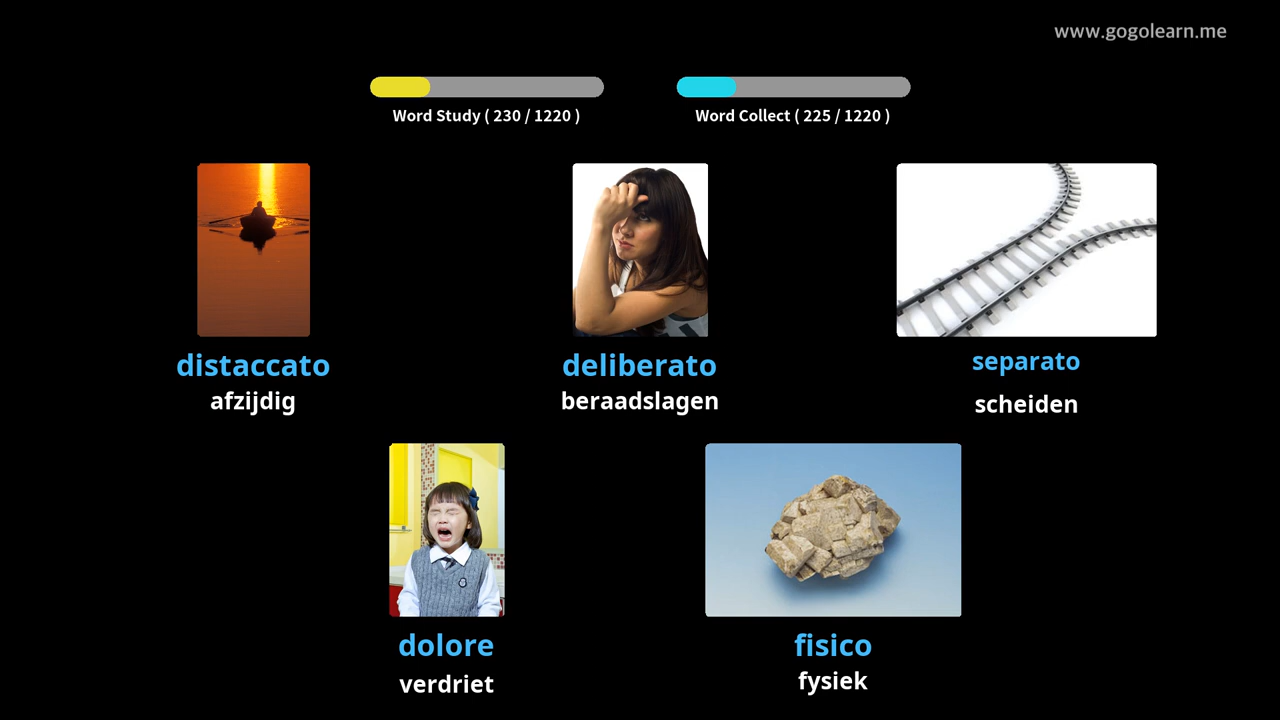 www.gogolearn.me
Word Study ( 230 / 1220 )
Word Collect ( 225 / 1220 )
distaccato
afzijdig
deliberato
beraadslagen
separato
scheiden
dolore
verdriet
fisico
fysiek